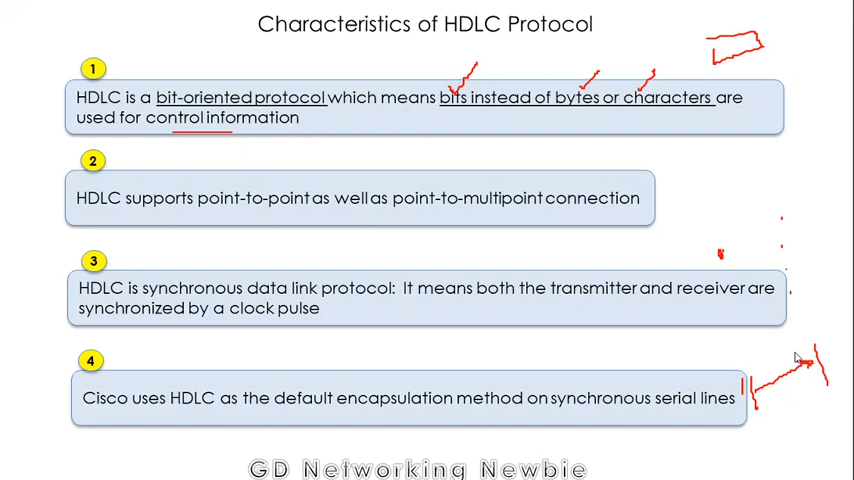 Characteristics of HDLC Protocol
1
HDLC is a bit-oriented protocol which means bits instead of bytes or characters are
used for control information
2
HDLC supports point-to-point as well as point-to-multipoint connection
3
HDLC is synchronous data link protocol: It means both the transmitter and receiver are
synchronized by a clock pulse
4
Cisco uses HDLC as the default encapsulation method on synchronous serial lines
GD Networking Newbie